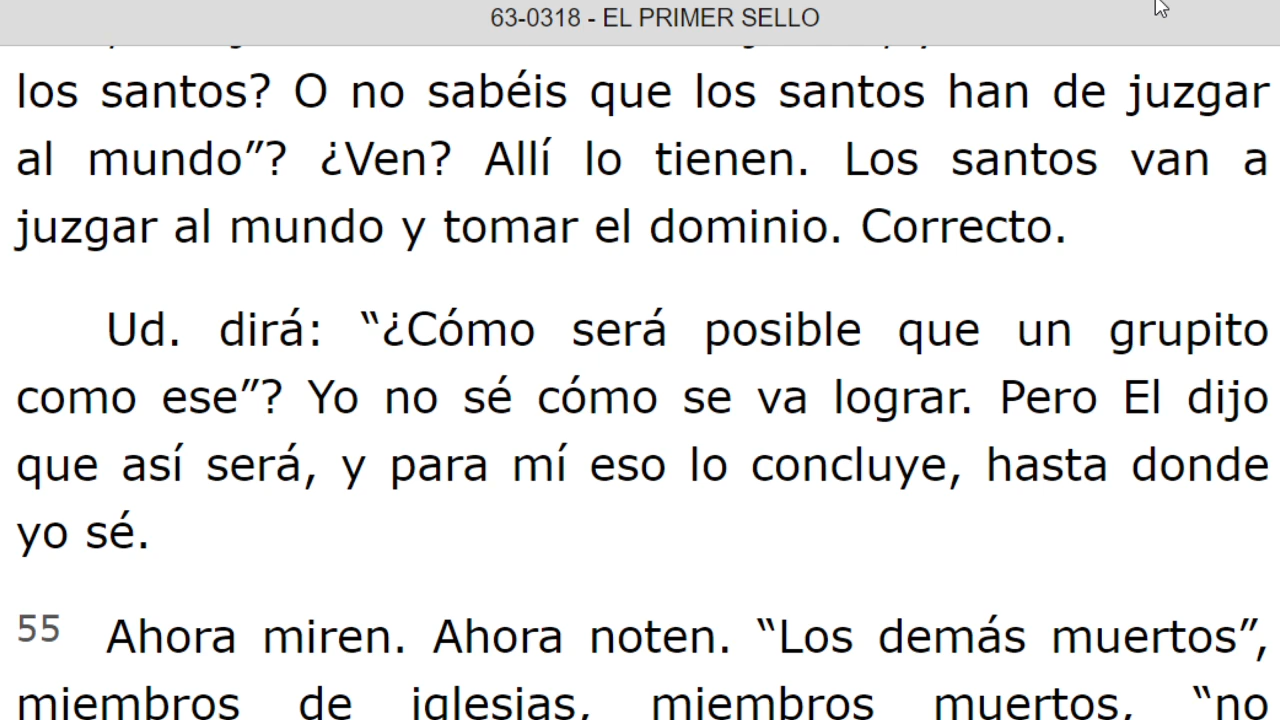 63-0318 - EL PRIMER SELLO
los santos? O no sabéis que los santos han de juzgar
al mundo”? ¿Ven? Allí lo tienen. Los santos van a
juzgar al mundo y tomar el dominio. Correcto.
Ud. dirá: “¿Cómo será posible que un grupito
como ese”? Yo no sé cómo se va lograr. Pero El dijo
que así será, y para mí eso lo concluye, hasta donde
yo sé.
55 Ahora miren. Ahora noten. “Los demás muertos”,
miembros de iglesias, miembros muertos, “no